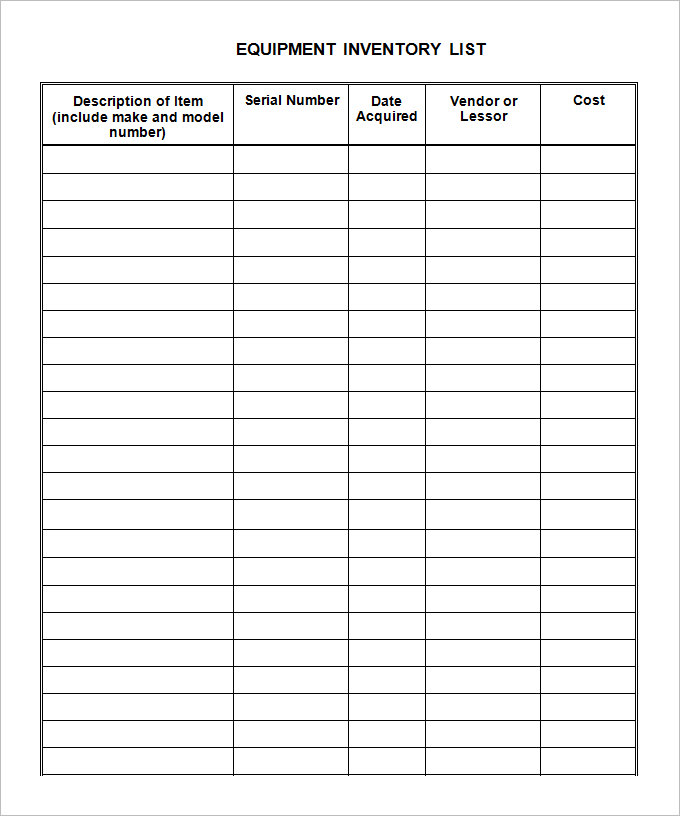 EQUIPMENT INVENTORY LIST
Description of Item
(include make and model
number)
Serial Number
Date
Acquired
Vendor or
Lessor
Cost